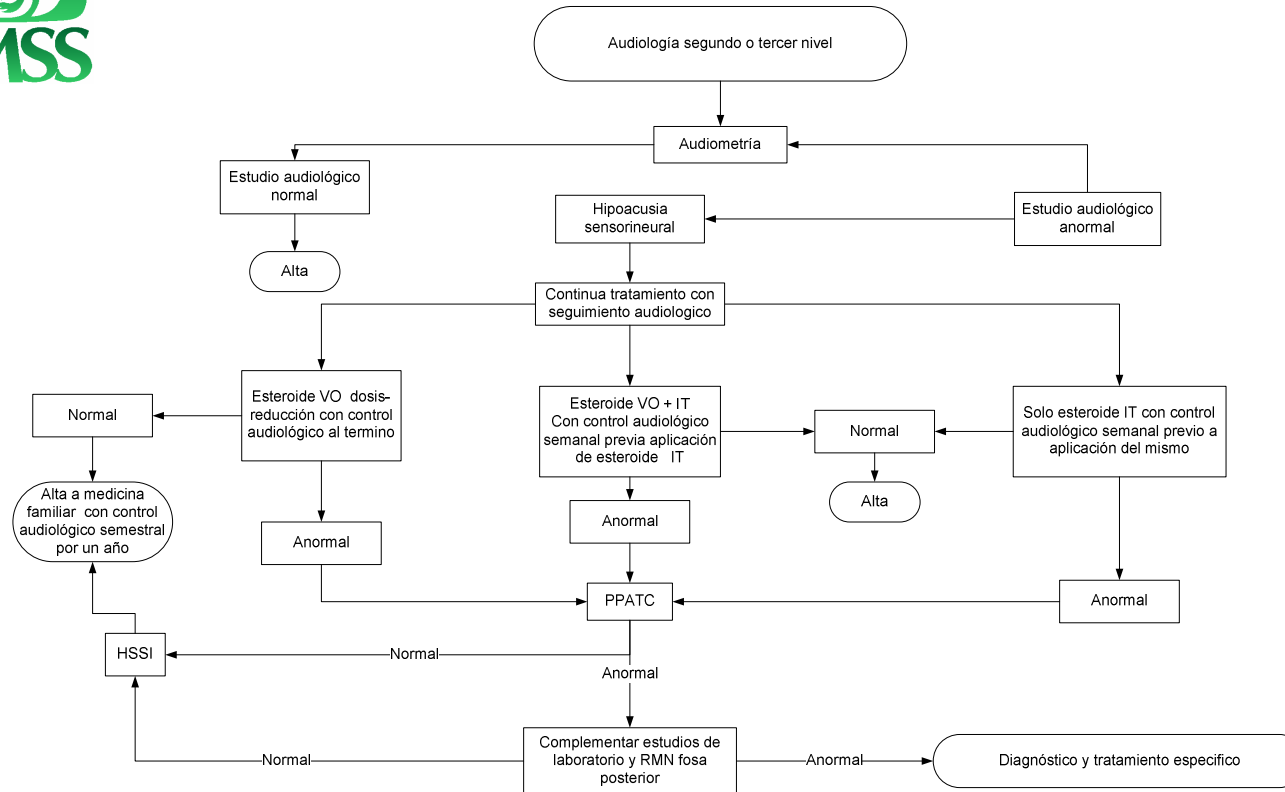 MSS
Audiología segundo o tercer nivel
Audiometría
Estudio audiológico
normal
Hipoacusia
sensorineural
Estudio audiológico
anormal
Alta
Continua tratamiento con
seguimiento audiologico
Esteroide VO  dosis-
reducción con control
audiológico al termino
Normal
Esteroide VO + IT
Con control audiológico
semanal previa aplicación
de esteroide   IT
Normal
Solo esteroide IT con control
audiológico semanal previo a
aplicación del mismo
Alta a medicina
familiar  con control
audiológico semestral
por un año
Alta
Anormal
Anormal
Anormal
PPATC
HSSI
Normal
Anormal
Normal
Complementar estudios de
laboratorio y RMN fosa
posterior
Anormal
Diagnóstico y tratamiento especifico